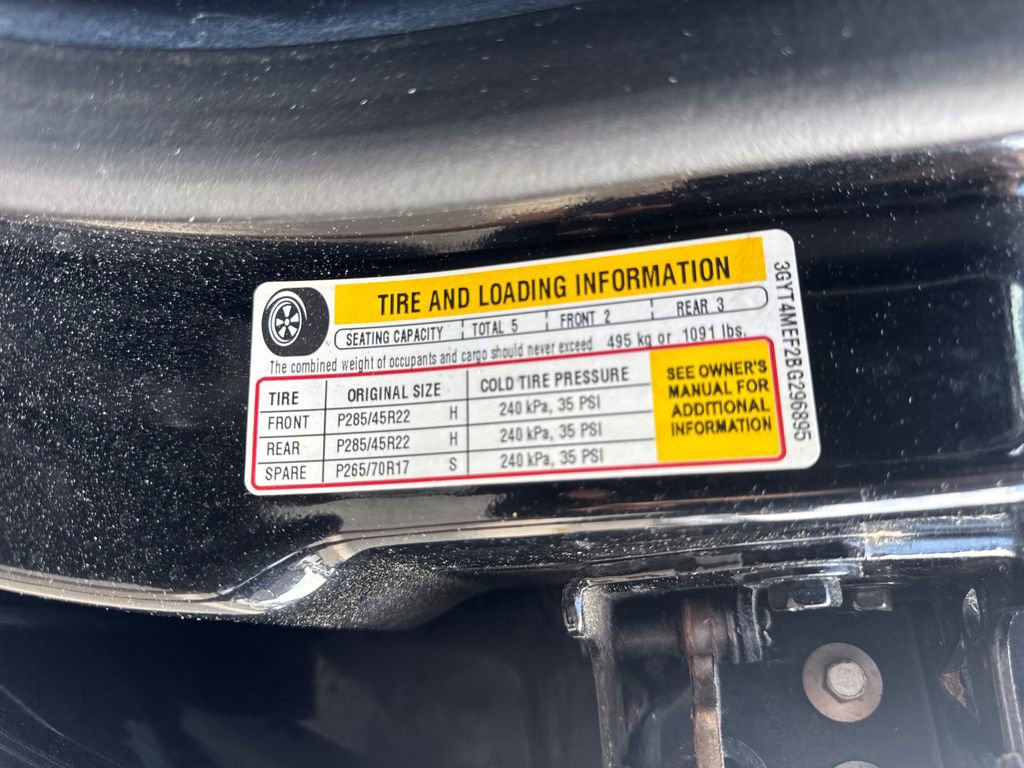 TIRE AND LOADING INFORMATION
SEATING CAPACITY TOTAL 5 FRONT 2 REAR 3
The combined weight of occupants and cargo should never exceed 495 kg or 1091 lbs.
TIRE ORIGINAL SIZE COLD TIRE PRESSURE
FRONT P285/45R22 H 240 kPa, 35 PSI
REAR P285/45R22 H 240 kPa, 35 PSI
SPARE P265/70R17 S 240 kPa, 35 PSI
SEE OWNER'S
MANUAL FOR
ADDITIONAL
INFORMATION
3GYT4MEF2BG296895